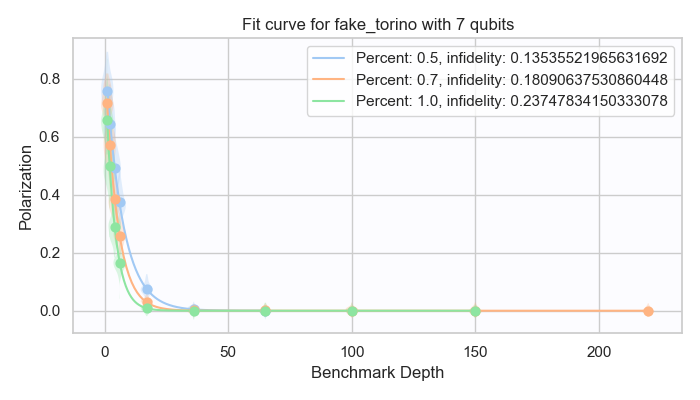 Fit curve for fake_torino with 7 qubits
Percent: 0.5, infidelity: 0.13535521965631692
Percent: 0.7, infidelity: 0.18090637530860448
Percent: 1.0, infidelity: 0.23747834150333078
Polarization
0.8
0.6
0.4
0.2
0.0
0 50 100 150 200
Benchmark Depth